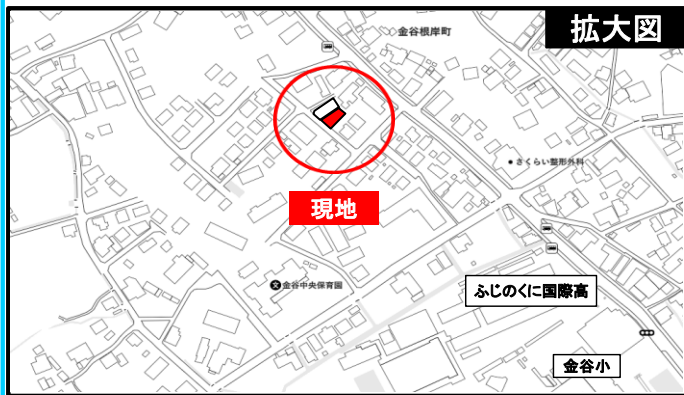 拡大図
金谷根岸町
さくらい整形外科
現地
文
金谷中央保育園
ふじのくに国際高
金谷小